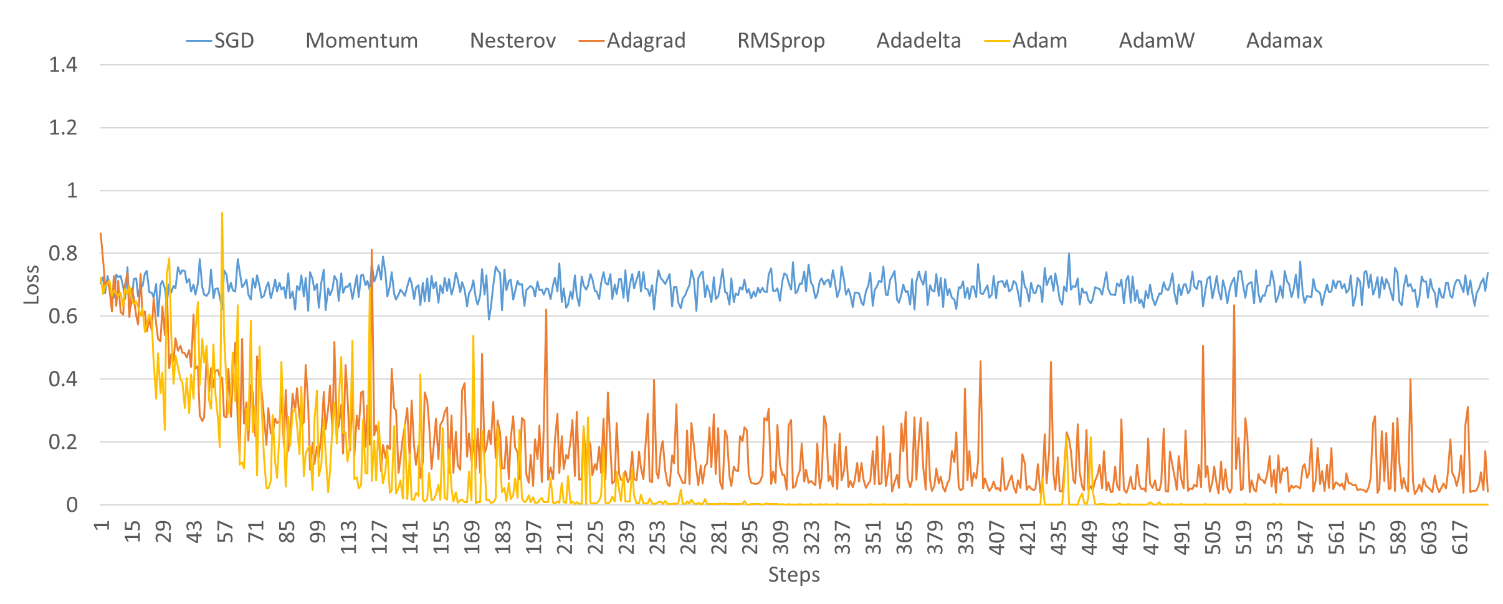 SGD Momentum Nesterov Adagrad RMSprop Adadelta Adam AdamW Adamax
1.4
1.2
1
0.8
0.6
0.4
0.2
0
Loss
1 15 29 43 57 71 85 99 113 127 141 155 169 183 197 211 225 239 253 267 281 295 309 323 337 351 365 379 393 407 421 435 449 463 477 491 505 519 533 547 561 575 589 603 617
Steps